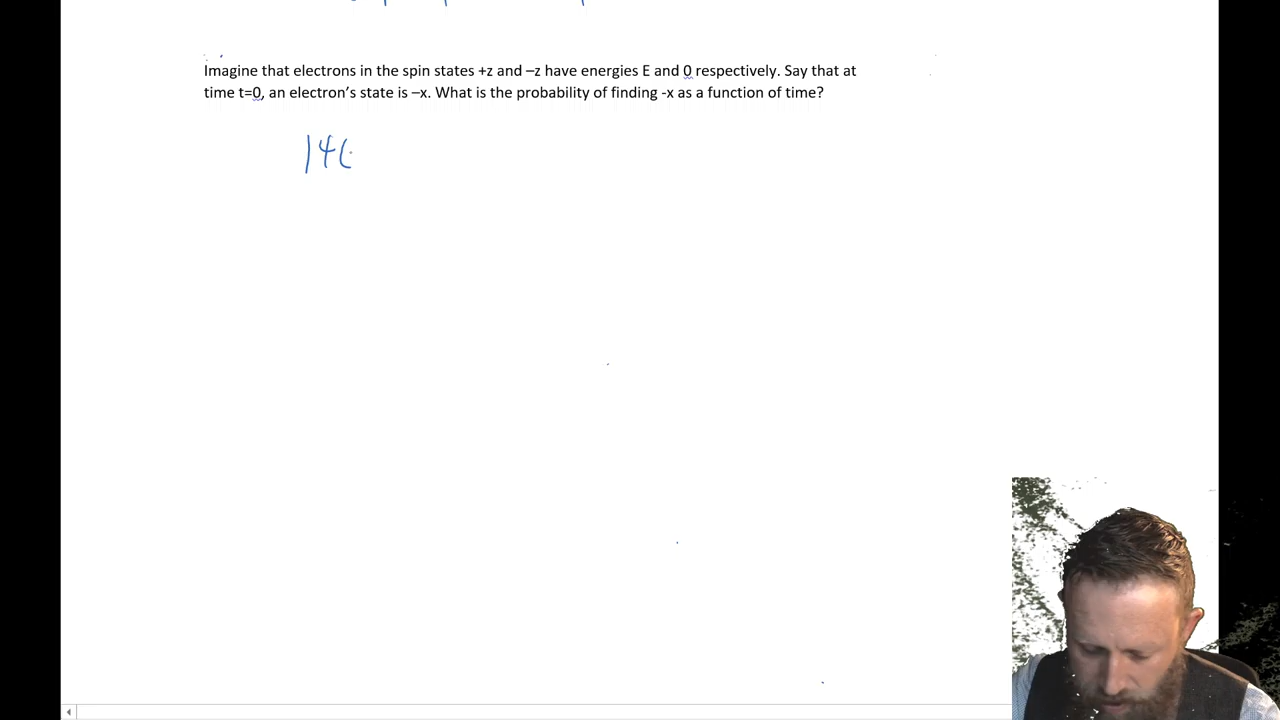 Imagine that electrons in the spin states +z and –z have energies E and 0 respectively. Say that at
time t=0, an electron’s state is –x. What is the probability of finding -x as a function of time?
|ψ(